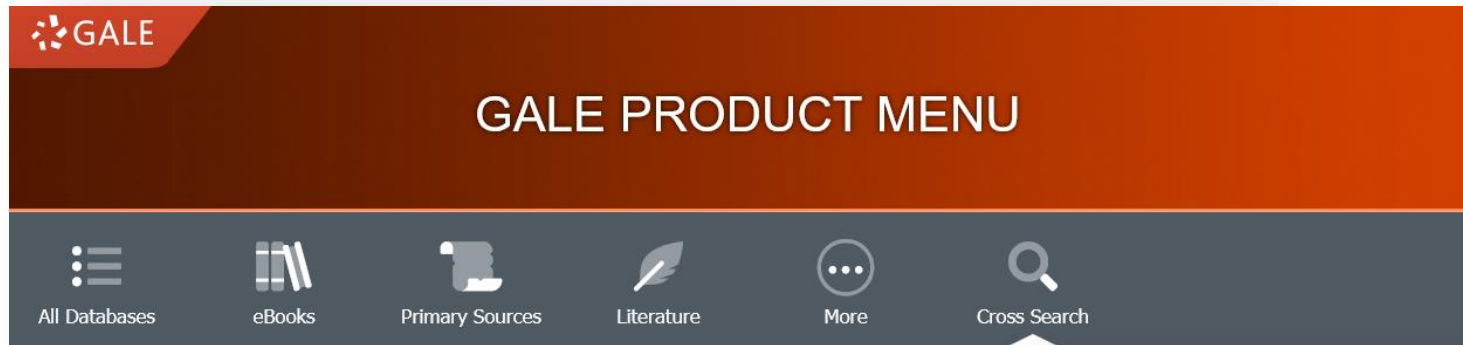 GALE
GALE PRODUCT MENU
All Databases eBooks Primary Sources Literature More Cross Search